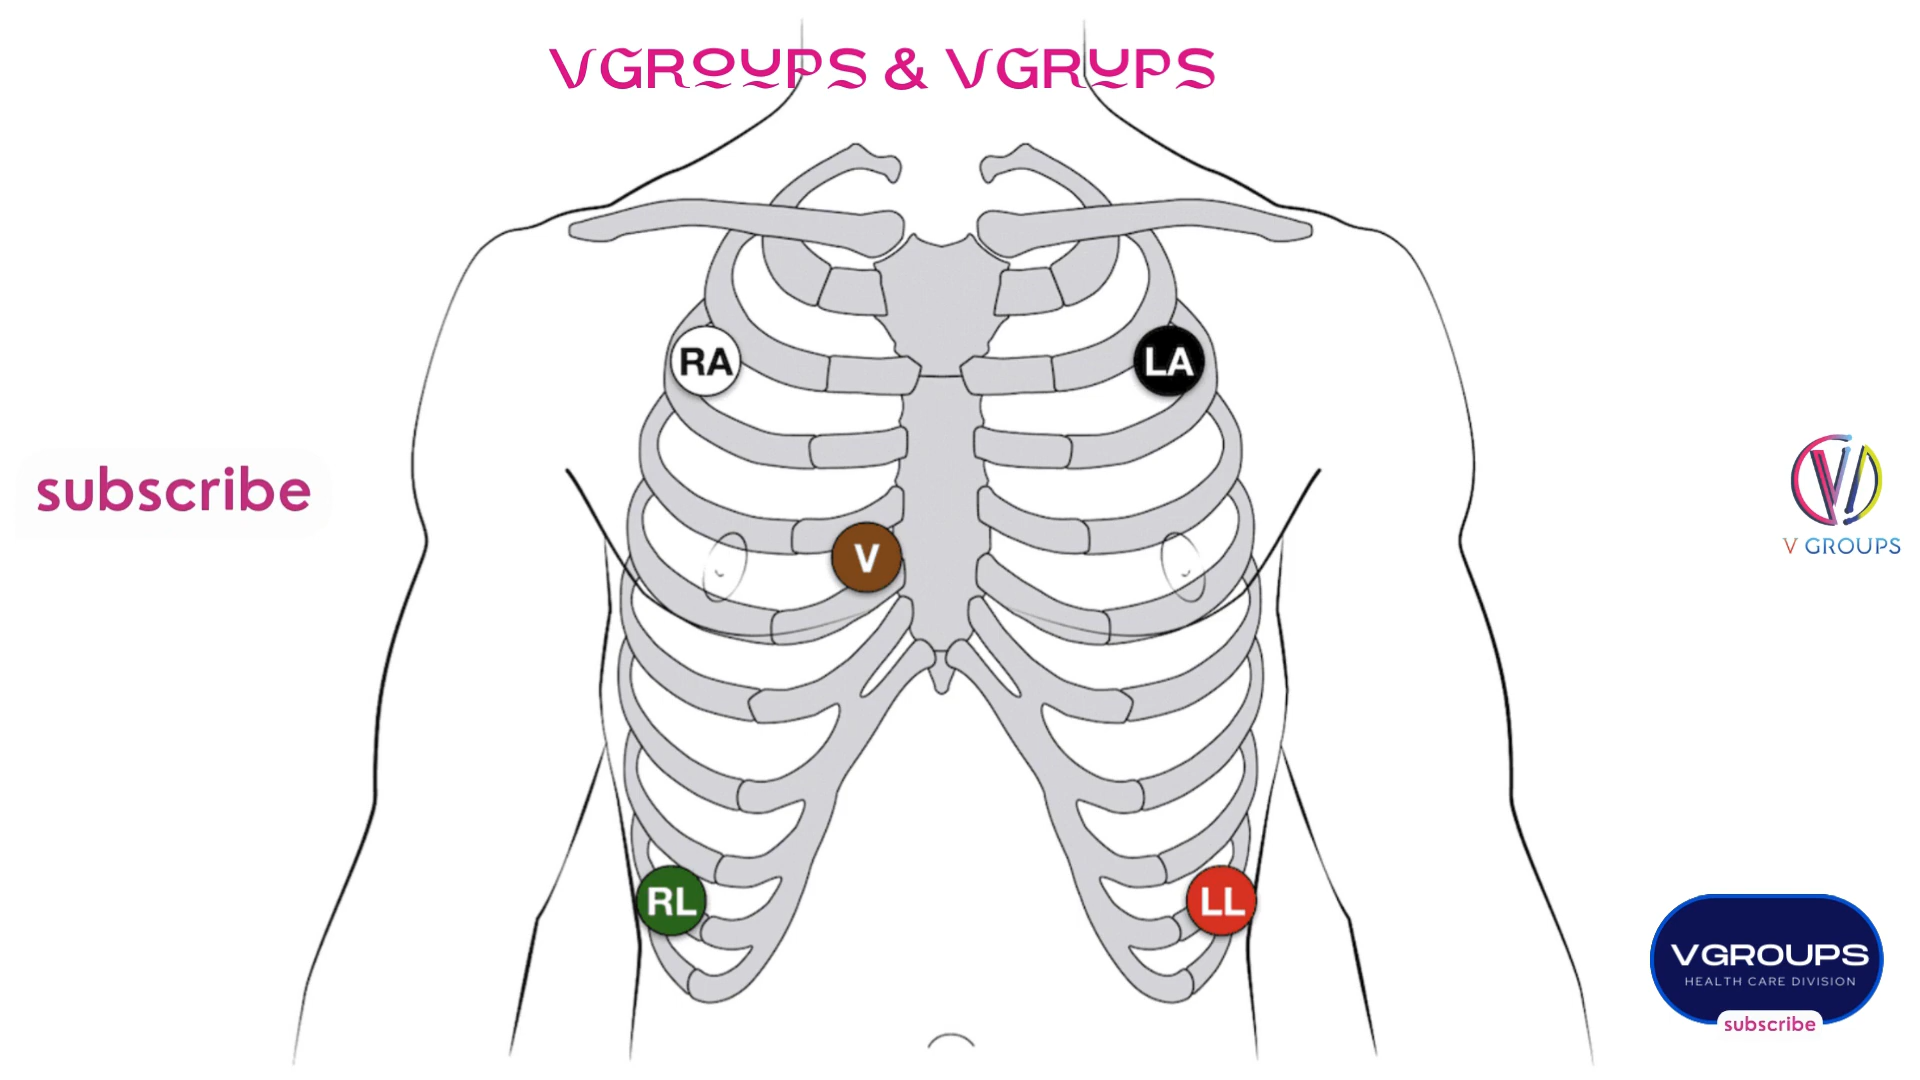 VGROUPS & VGRUPS
RA
LA
subscribe
V GROUPS
V
RL
LL
VGROUPS
HEALTH CARE DIVISION
subscribe